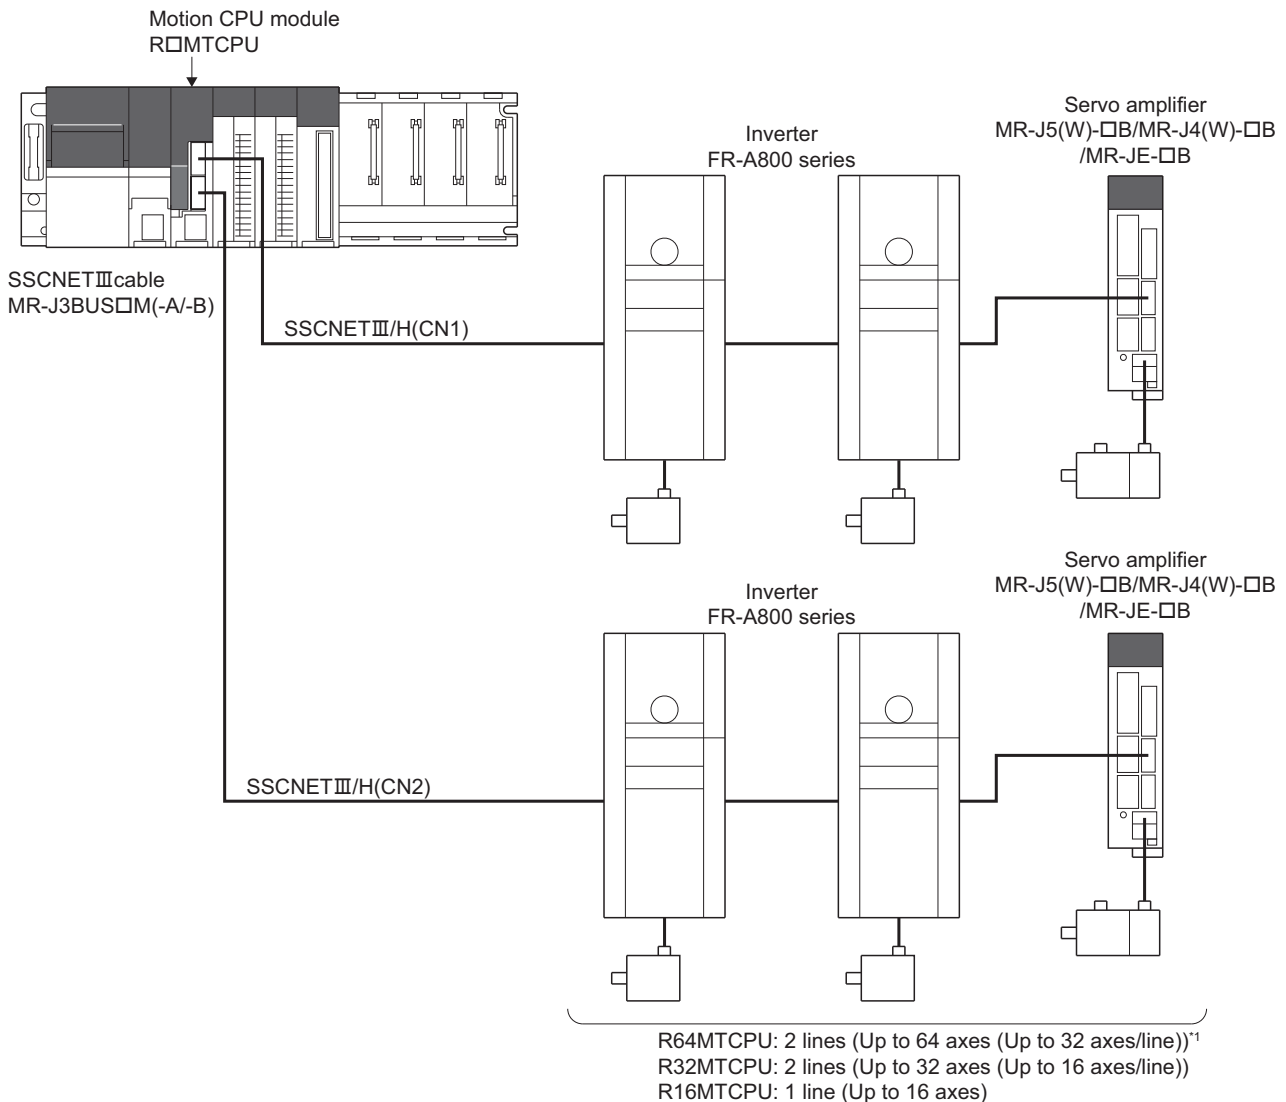 Motion CPU module
R□MTCPU
Servo amplifier
MR-J5(W)-□B/MR-J4(W)-□B
/MR-JE-□B
Inverter
FR-A800 series
SSCNETⅢcable
MR-J3BUS□M(-A/-B)
SSCNETⅢ/H(CN1)
Servo amplifier
MR-J5(W)-□B/MR-J4(W)-□B
/MR-JE-□B
Inverter
FR-A800 series
SSCNETⅢ/H(CN2)
R64MTCPU: 2 lines (Up to 64 axes (Up to 32 axes/line))*1
R32MTCPU: 2 lines (Up to 32 axes (Up to 16 axes/line))
R16MTCPU: 1 line (Up to 16 axes)